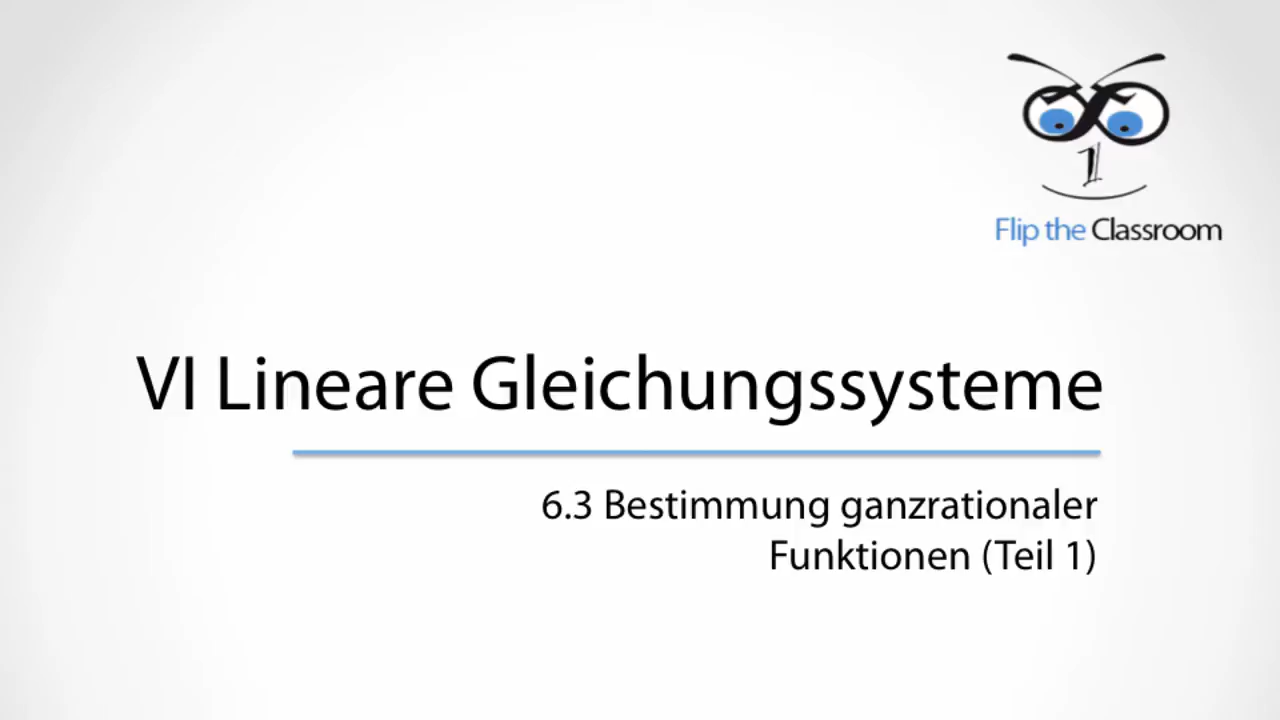 Flip the Classroom
VI Lineare Gleichungssysteme
6.3 Bestimmung ganzrationaler
Funktionen (Teil 1)